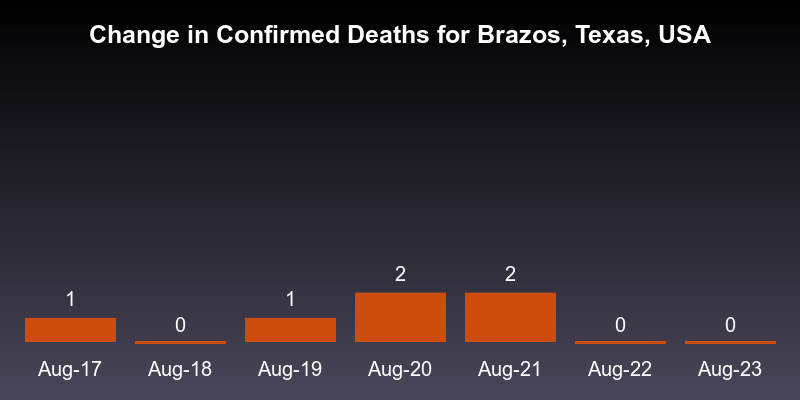 Change in Confirmed Deaths for Brazos, Texas, USA
2 2
1 1
0 0 0
Aug-17 Aug-18 Aug-19 Aug-20 Aug-21 Aug-22 Aug-23